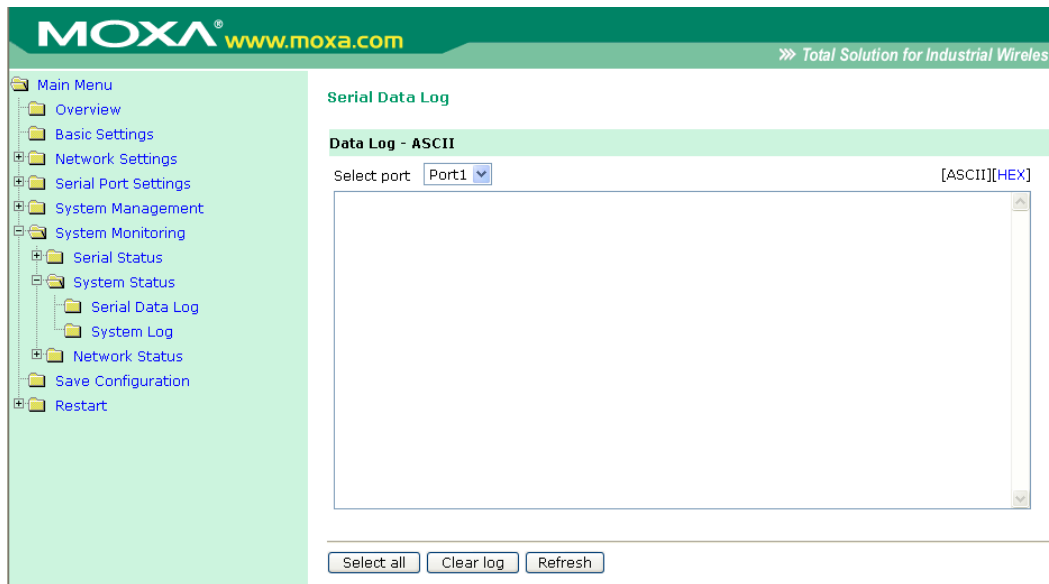 MOXA® www.moxa.com
Total Solution for Industrial Wireles
Main Menu
Overview
Basic Settings
Network Settings
Serial Port Settings
System Management
System Monitoring
Serial Status
System Status
Serial Data Log
System Log
Network Status
Save Configuration
Restart
Serial Data Log
Data Log - ASCII
Select port Port1 [ASCII][HEX]
Select all Clear log Refresh